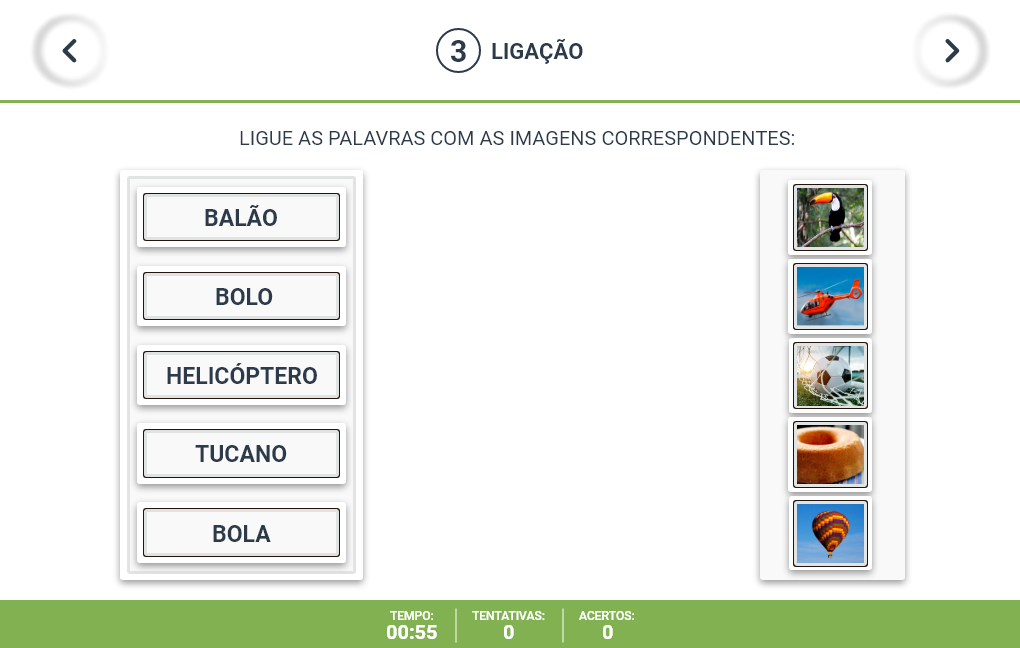 3 LIGAÇÃO
LIGUE AS PALAVRAS COM AS IMAGENS CORRESPONDENTES:
BALÃO
BOLO
HELICÓPTERO
TUCANO
BOLA
TEMPO: TENTATIVAS: ACERTOS:
00:55 0 0